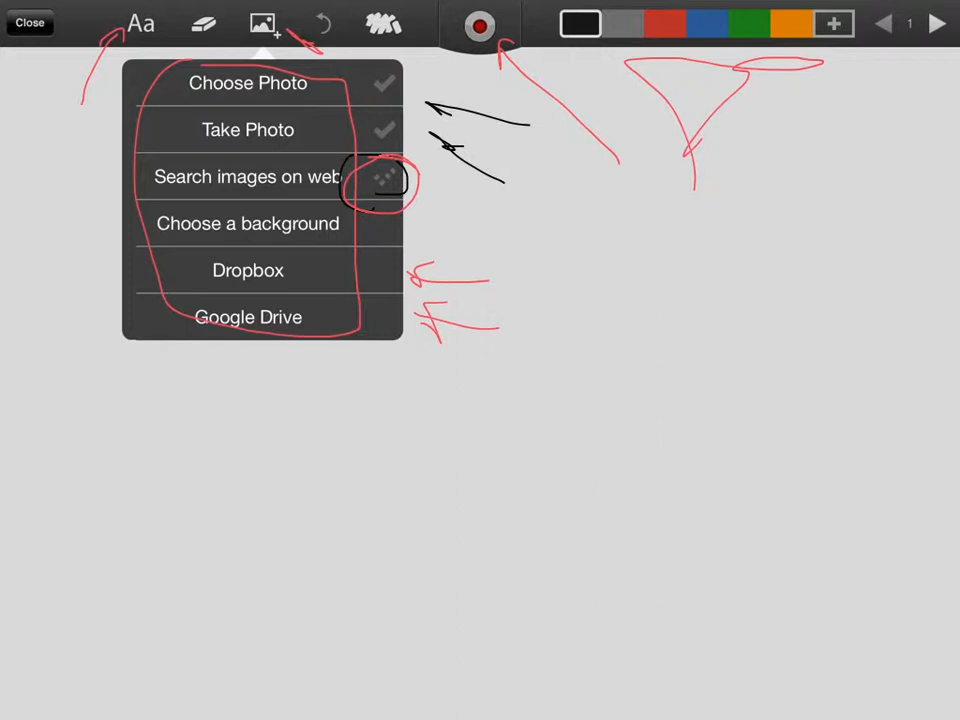 Close Aa 1
Choose Photo
Take Photo
Search images on web
Choose a background
Dropbox
Google Drive